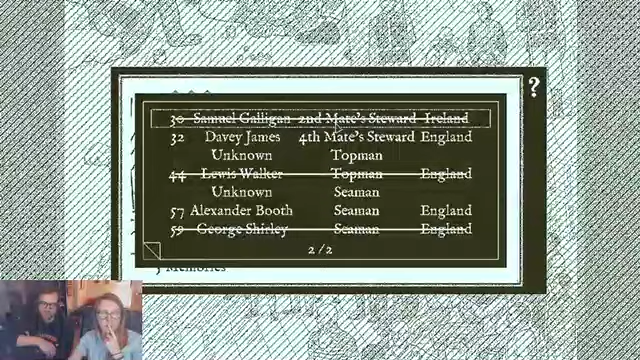 ?
30 Samuel Galligan 2nd Mate's Steward Ireland
32 Davey James 4th Mate's Steward England
Unknown Topman
44 Lewis Walker Topman England
Unknown Seaman
57 Alexander Booth Seaman England
59 George Shirley Seaman England
2/2
Memories